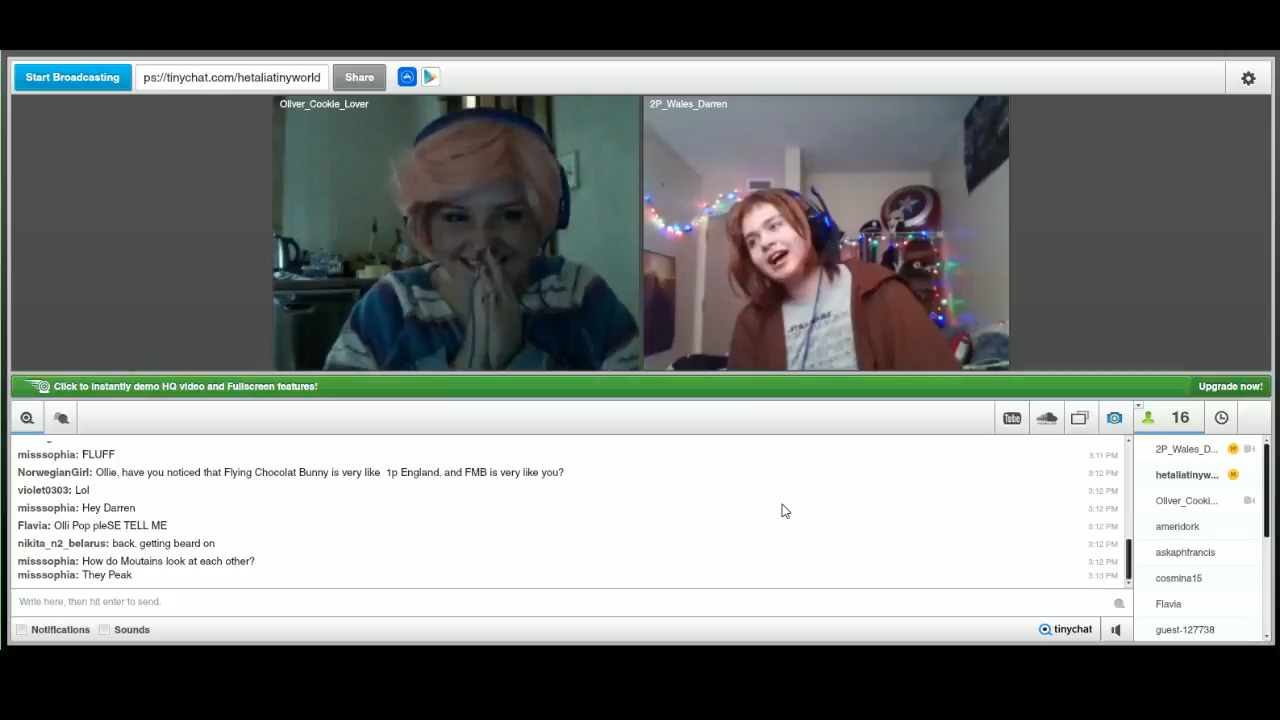 Start Broadcasting
ps://tinychat.com/hetaliatinyworld
Share
Oliver_Cookie_Lover
2P_Wales_Darren
STAR WARS
Click to instantly demo HQ video and Fullscreen features!
Upgrade now!
You Tube
16
misssophia: FLUFF 3:11 PM
NorwegianGirl: Ollie, have you noticed that Flying Chocolat Bunny is very like 1p England, and FMB is very like you? 3:12 PM
violet0303: Lol 3:12 PM
misssophia: Hey Darren 3:12 PM
Flavia: Olli Pop pleSE TELL ME 3:12 PM
nikita_n2_belarus: back, getting beard on 3:12 PM
misssophia: How do Moutains look at each other? 3:12 PM
misssophia: They Peak 3:13 PM
2P_Wales_D... M
hetaliatinyw... M
Oliver_Cooki...
ameridork
askaphfrancis
cosmina15
Flavia
guest-127738
Write here, then hit enter to send.
Notifications
Sounds
tinychat